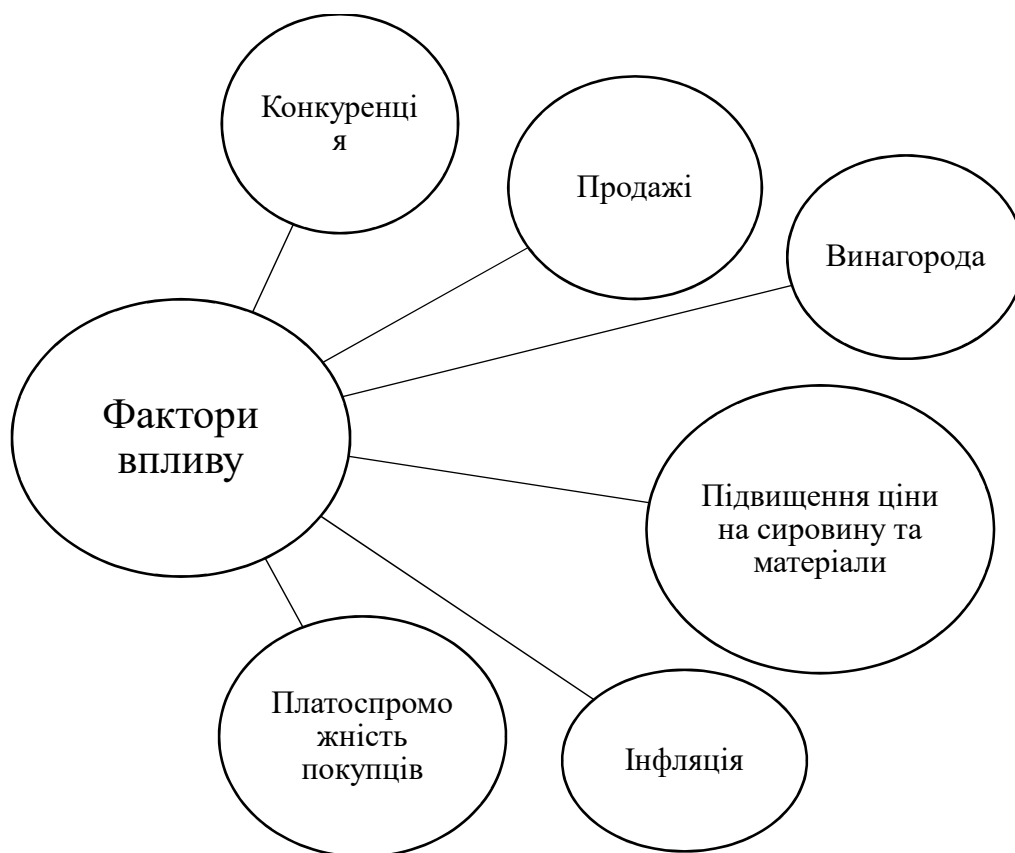 Конкуренці
я
Продажі
Винагорода
Фактори
впливу
Підвищення ціни
на сировину та
матеріали
Платоспромо
жність
покупців
Інфляція